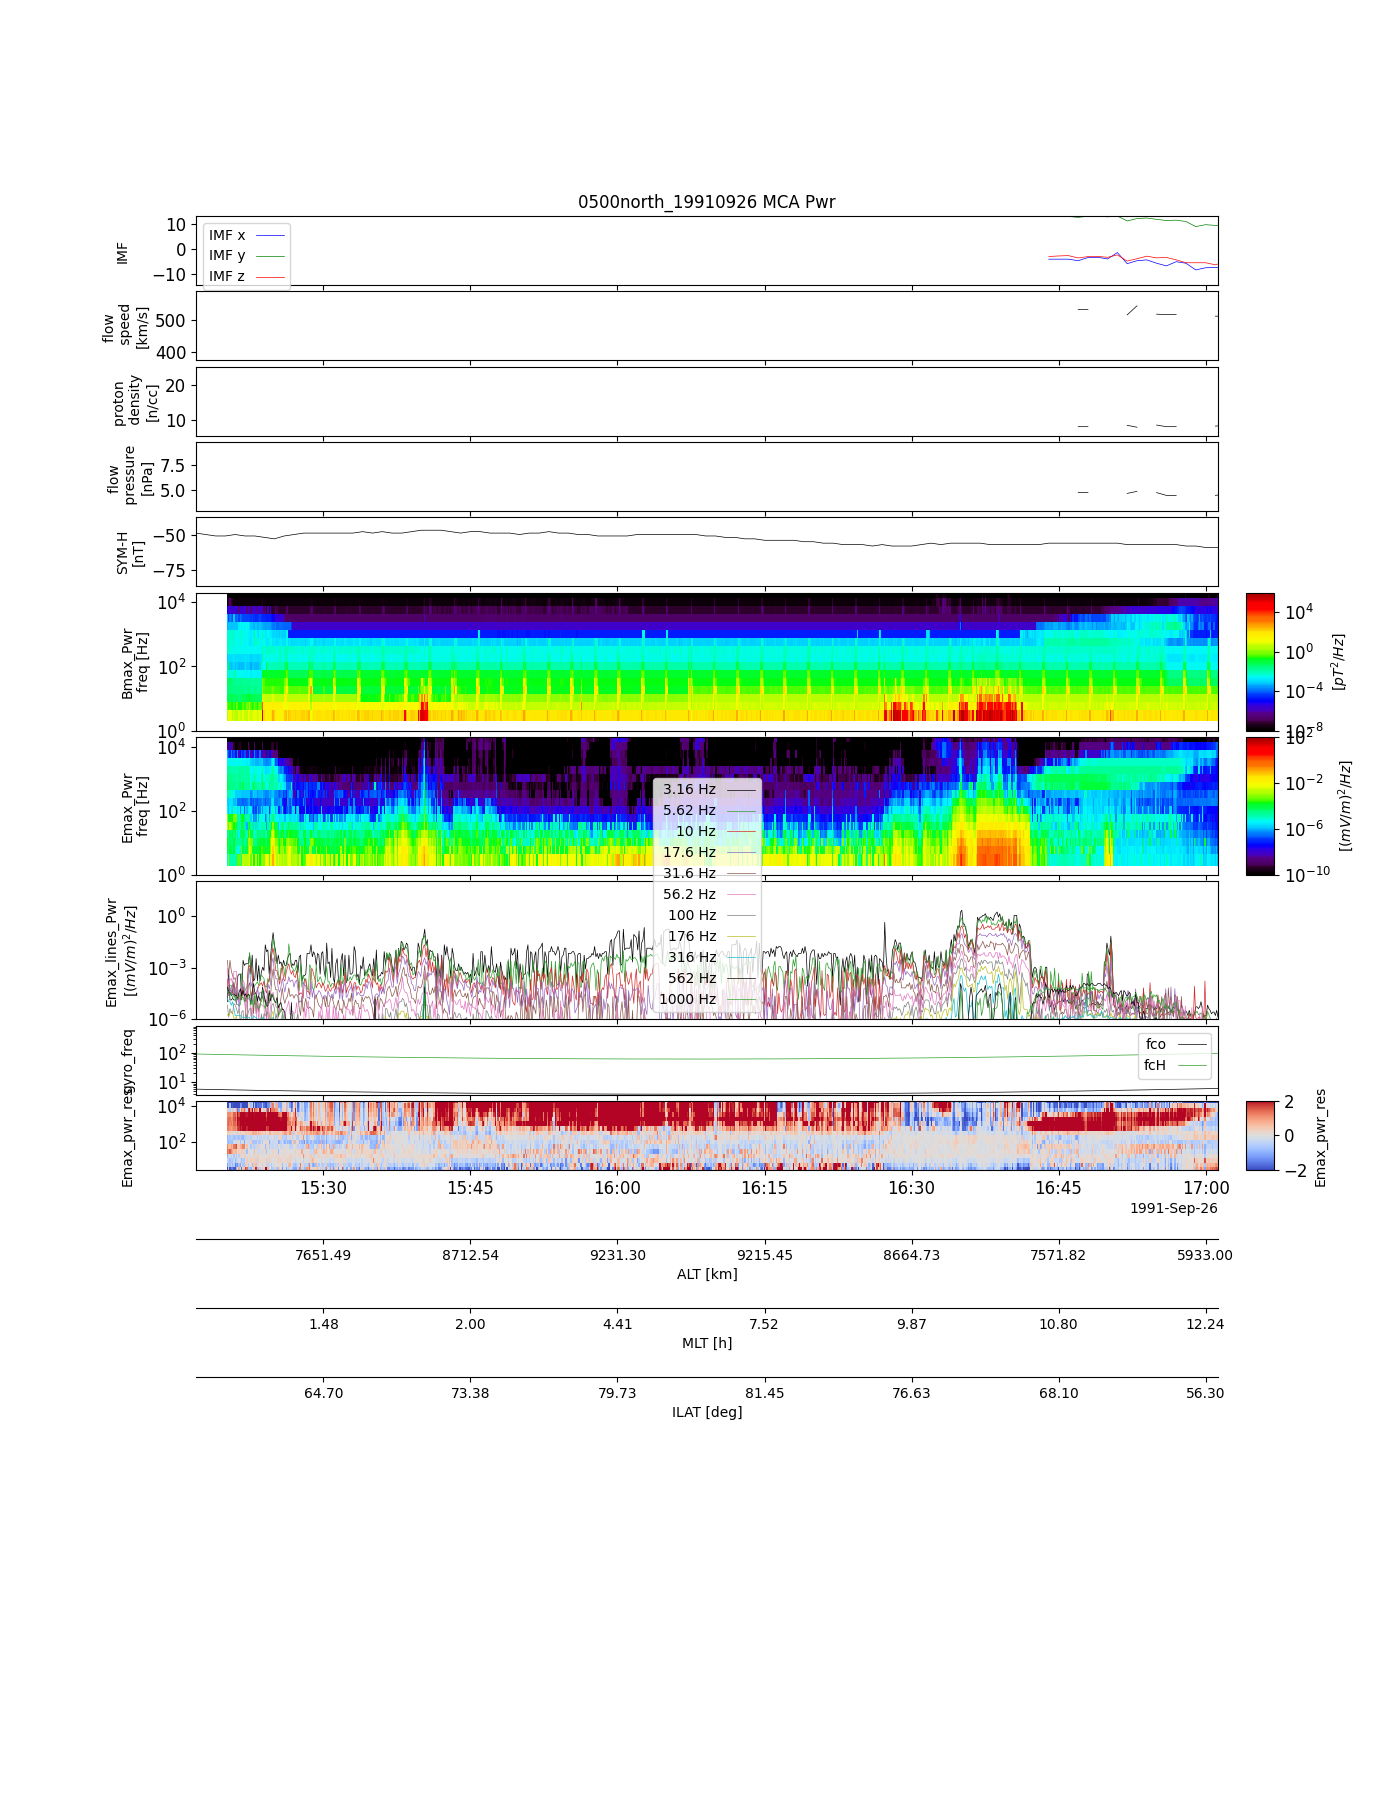 0500north_19910926 MCA Pwr
10
0
−10
IMF
IMF x
IMF y
IMF z
500
400
flow
speed
[km/s]
20
10
proton
density
[n/cc]
7.5
5.0
flow
pressure
[nPa]
−50
−75
SYM-H
[nT]
10^4
10^2
10^0
Bmax_Pwr
freq [Hz]
10^4
10^0
10^−4
10^−8
[pT^2/Hz]
10^4
10^2
10^0
Emax_Pwr
freq [Hz]
10^2
10^−2
10^−6
10^−10
[(mV/m)^2/Hz]
3.16 Hz
5.62 Hz
10 Hz
17.6 Hz
31.6 Hz
56.2 Hz
100 Hz
176 Hz
316 Hz
562 Hz
1000 Hz
10^0
10^−3
10^−6
Emax_lines_Pwr
[(mV/m)^2/Hz]
10^2
10^1
gyro_freq
fco
fcH
10^4
10^2
Emax_pwr_res
2
0
−2
Emax_pwr_res
15:30 15:45 16:00 16:15 16:30 16:45 17:00
1991-Sep-26
7651.49 8712.54 9231.30 9215.45 8664.73 7571.82 5933.00
ALT [km]
1.48 2.00 4.41 7.52 9.87 10.80 12.24
MLT [h]
64.70 73.38 79.73 81.45 76.63 68.10 56.30
ILAT [deg]